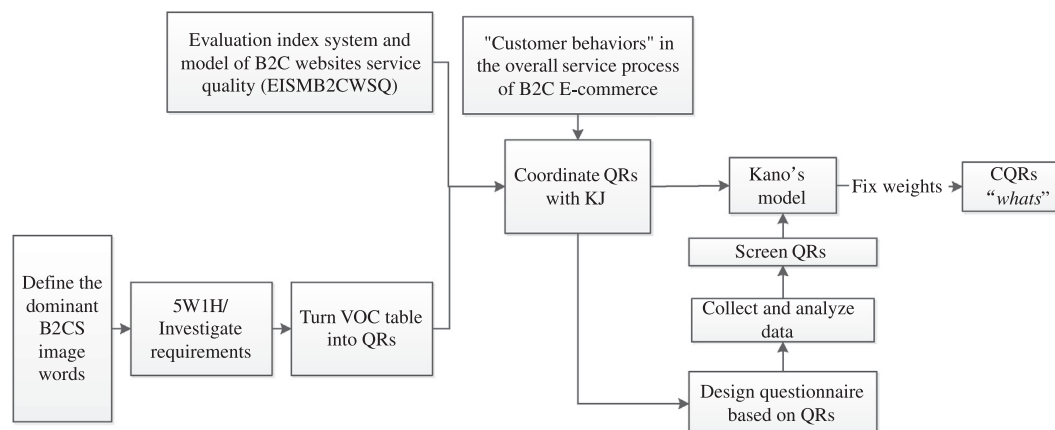 Evaluation index system and
model of B2C websites service
quality (EISMB2CWSQ)
"Customer behaviors" in
the overall service process
of B2C E-commerce
Coordinate QRs
with KJ
Kano’s
model
Fix weights
CQRs
“whats”
Define the
dominant
B2CS
image
words
5W1H/
Investigate
requirements
Turn VOC table
into QRs
Screen QRs
Collect and analyze
data
Design questionnaire
based on QRs